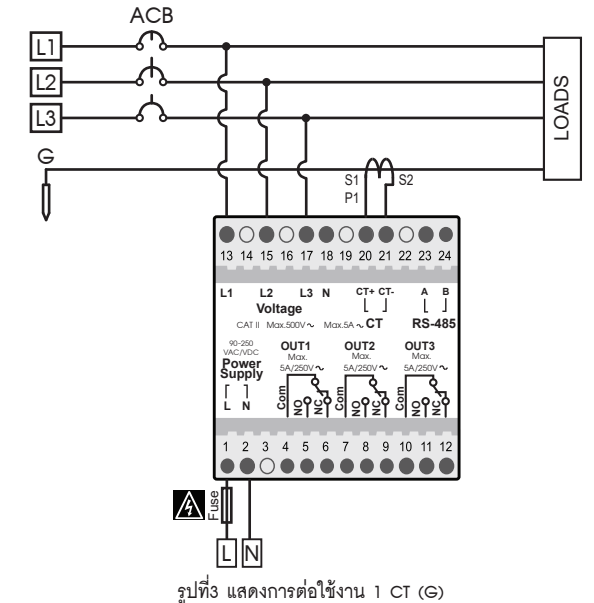 ACB
L1
L2
L3
G
LOADS
S1 S2
P1
13 14 15 16 17 18 19 20 21 22 23 24
L1 L2 L3 N CT+ CT- A B
Voltage
CAT II Max.500V~ Max.5A~ CT RS-485
90-250
VAC/VDC
Power
Supply
L N
OUT1
Max.
5A/250V~
Com NO NC
OUT2
Max.
5A/250V~
Com NO NC
OUT3
Max.
5A/250V~
Com NO NC
1 2 3 4 5 6 7 8 9 10 11 12
Fuse
L N
รูปที่3 แสดงการต่อใช้งาน 1 CT (G)